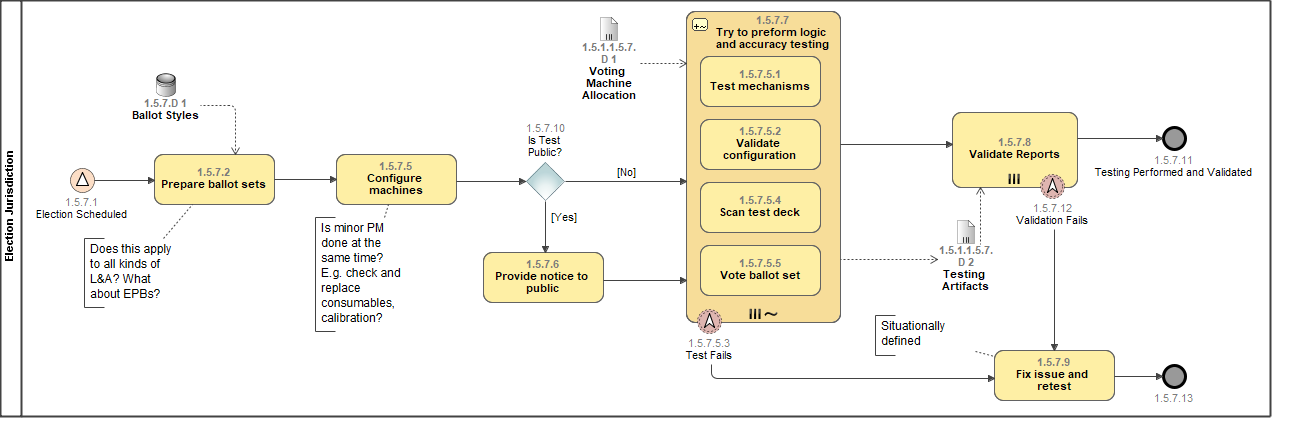 Election Jurisdiction
1.5.7.1
Election Scheduled
1.5.7.D 1
Ballot Styles
1.5.7.2
Prepare ballot sets
Does this apply
to all kinds of
L&A? What
about EPBs?
1.5.7.5
Configure
machines
Is minor PM
done at the
same time?
E.g. check and
replace
consumables,
calibration?
1.5.7.10
Is Test
Public?
[No]
[Yes]
1.5.7.6
Provide notice to
public
1.5.1.1.5.7.
D 1
Voting
Machine
Allocation
1.5.7.7
Try to preform logic
and accuracy testing
1.5.7.5.1
Test mechanisms
1.5.7.5.2
Validate
configuration
1.5.7.5.4
Scan test deck
1.5.7.5.5
Vote ballot set
1.5.7.5.3
Test Fails
1.5.7.8
Validate Reports
1.5.7.11
Testing Performed and Validated
1.5.7.12
Validation Fails
1.5.1.1.5.7.
D 2
Testing
Artifacts
Situationally
defined
1.5.7.9
Fix issue and
retest
1.5.7.13